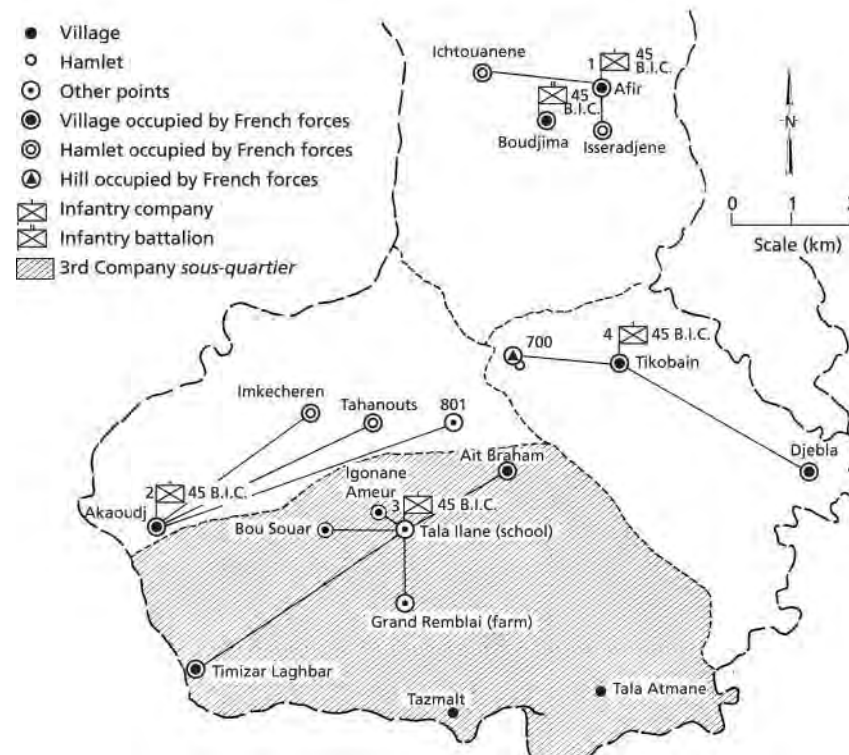 Village
Hamlet
Other points
Village occupied by French forces
Hamlet occupied by French forces
Hill occupied by French forces
Infantry company
Infantry battalion
3rd Company sous-quartier
Ichtouanene
1
45
B.I.C.
Afir
45
B.I.C.
Boudjima
Isseradjene
N
0 1 2
Scale (km)
700
4 45 B.I.C.
Tikobain
Djebla
Imkecheren
Tahanouts
801
2 45 B.I.C.
Akaoudj
Aït Braham
Igonane
Ameur
3 45 B.I.C.
Bou Souar
Tala Ilane (school)
Grand Remblai (farm)
Timizar Laghbar
Tazmalt
Tala Atmane